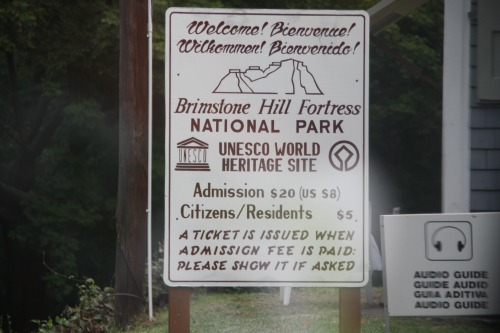 Welcome! Bienvenue!
Wilkommen! Bienvenido!
Brimstone Hill Fortress
NATIONAL PARK
UNESCO
UNESCO WORLD
HERITAGE SITE
Admission $20 (US $8)
Citizens/Residents $5
A TICKET IS ISSUED WHEN
ADMISSION FEE IS PAID:
PLEASE SHOW IT IF ASKED
AUDIO GUIDE
GUIDE AUDIO
GUIA ADITIVA
AUDIO GUIDE